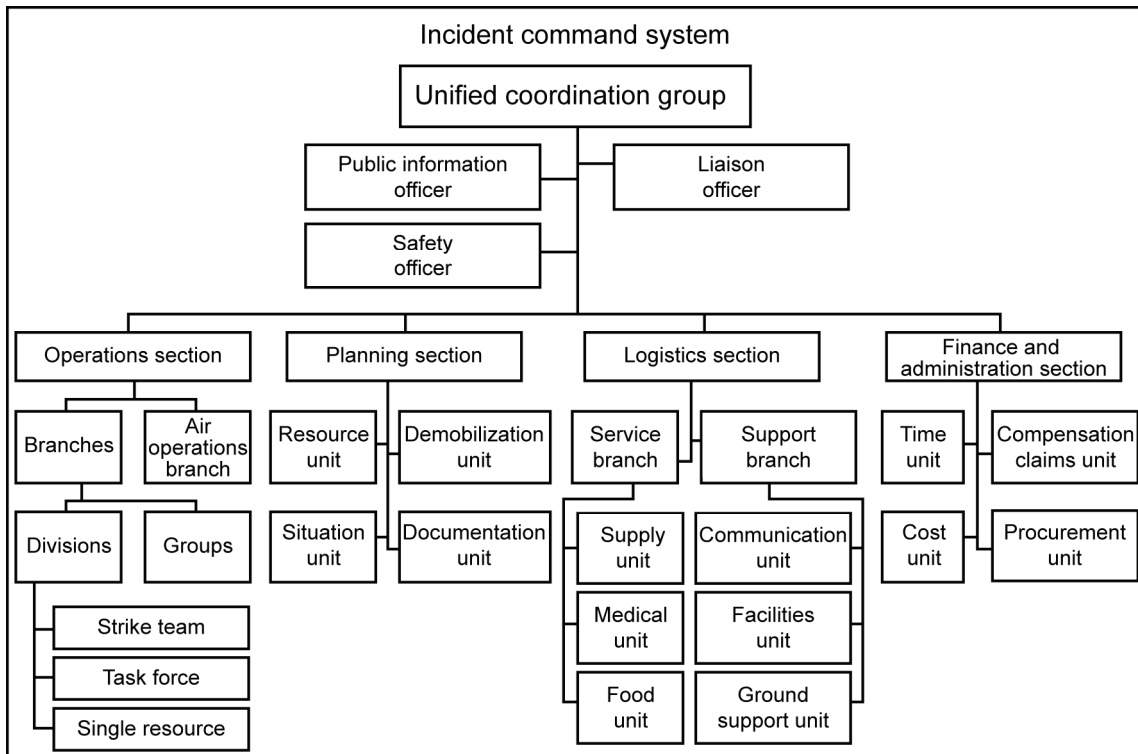 Incident command system
Unified coordination group
Public information
officer
Liaison
officer
Safety
officer
Operations section
Planning section
Logistics section
Finance and
administration section
Branches
Air
operations
branch
Resource
unit
Demobilization
unit
Service
branch
Support
branch
Time
unit
Compensation
claims unit
Divisions
Groups
Situation
unit
Documentation
unit
Supply
unit
Communication
unit
Cost
unit
Procurement
unit
Strike team
Task force
Single resource
Medical
unit
Facilities
unit
Food
unit
Ground
support unit